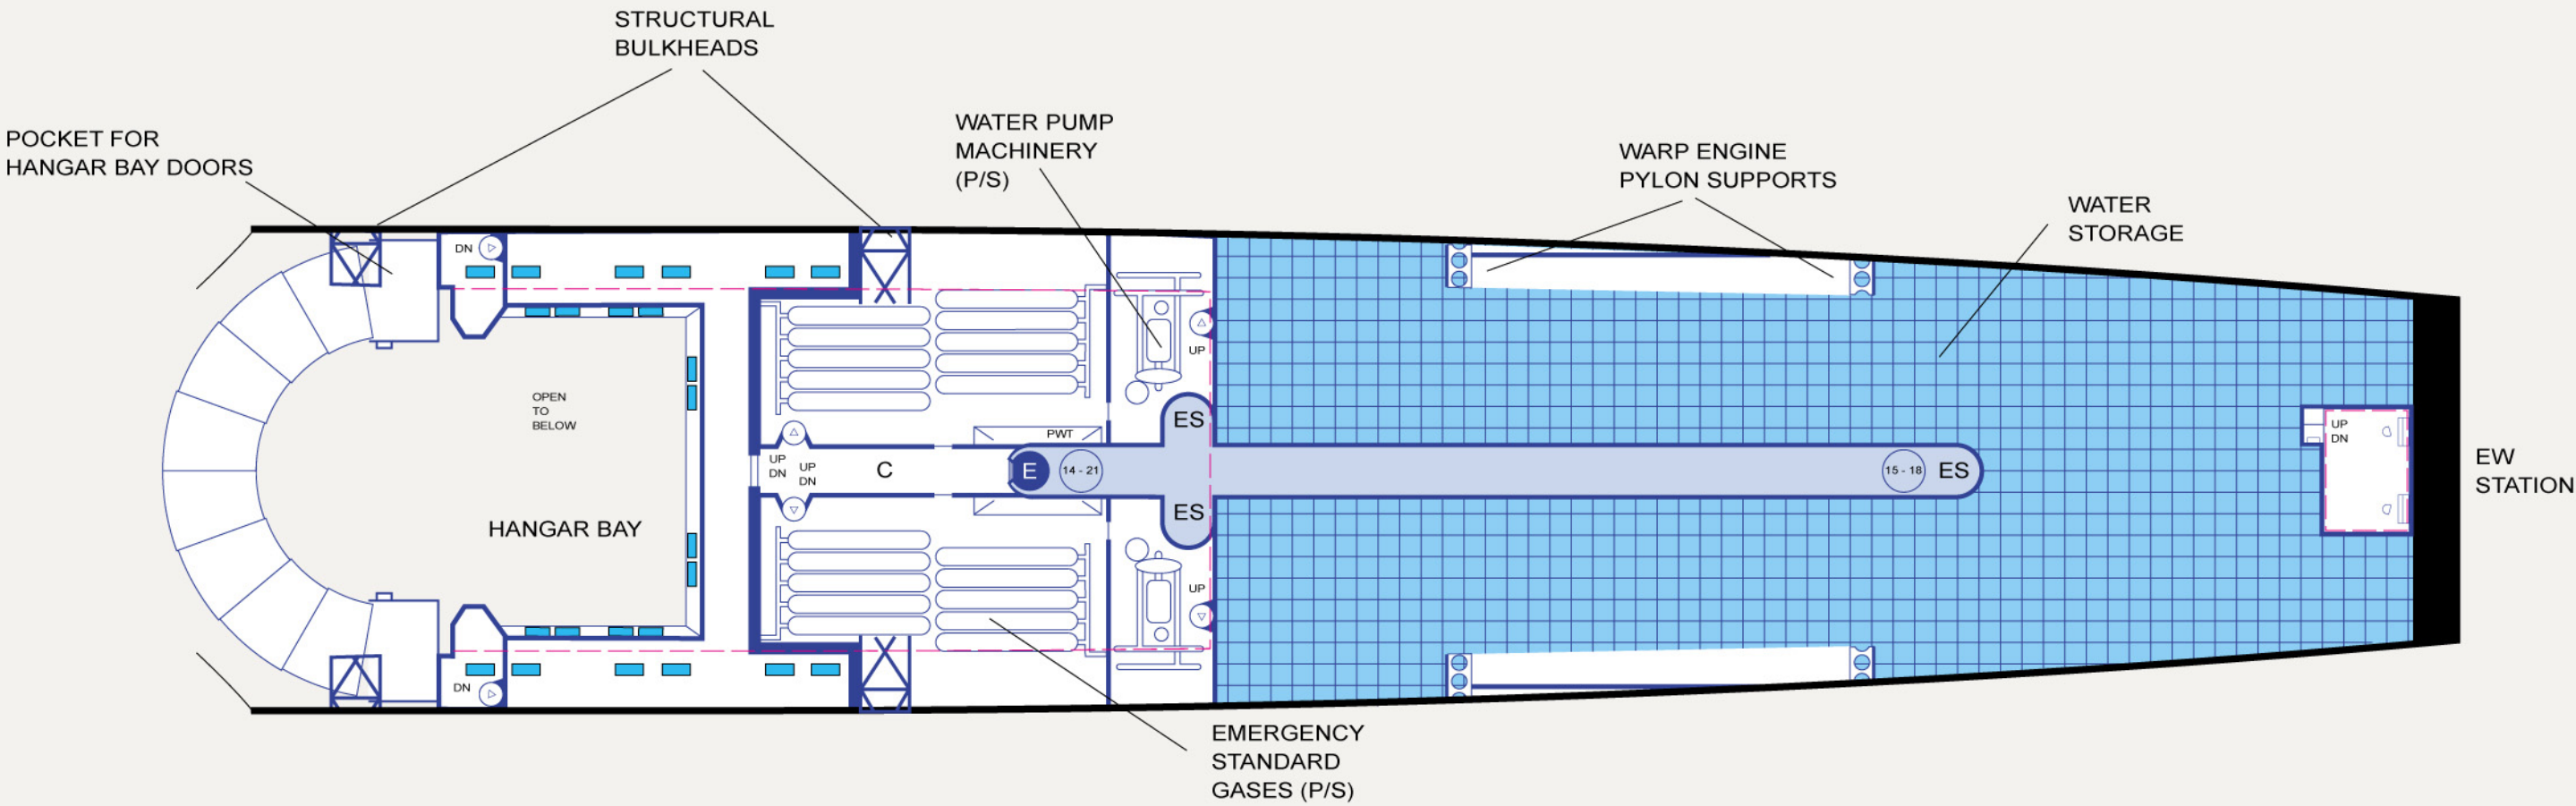 STRUCTURAL
BULKHEADS
POCKET FOR
HANGAR BAY DOORS
WATER PUMP
MACHINERY
(P/S)
WARP ENGINE
PYLON SUPPORTS
WATER
STORAGE
DN
UP
OPEN
TO
BELOW
HANGAR BAY
UP
DN
UP
DN
C
PWT
E
14 - 21
ES
ES
15 - 18
ES
UP
DN
EW
STATION
UP
DN
EMERGENCY
STANDARD
GASES (P/S)